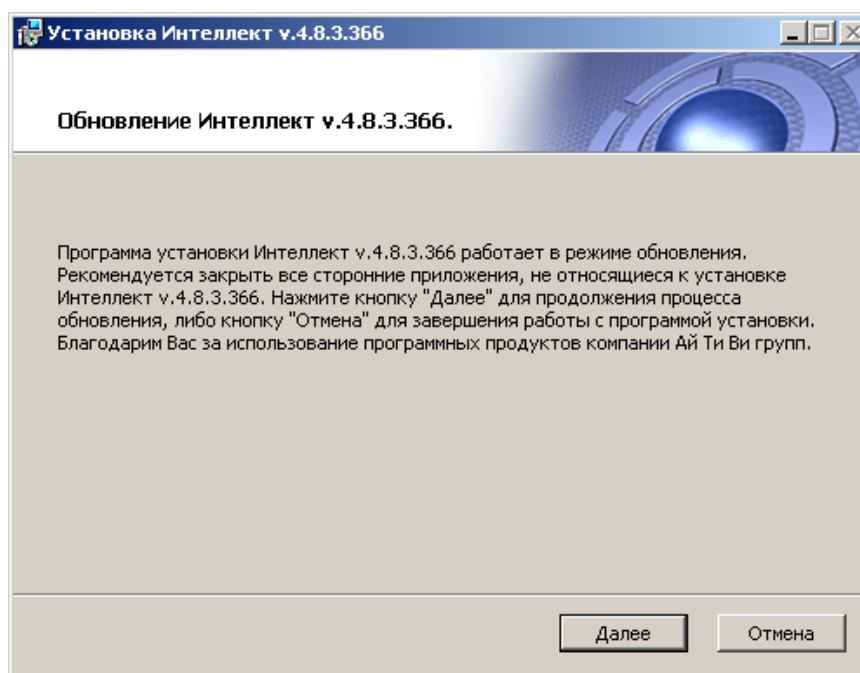 Установка Интеллект v.4.8.3.366
Обновление Интеллект v.4.8.3.366.
Программа установки Интеллект v.4.8.3.366 работает в режиме обновления.
Рекомендуется закрыть все сторонние приложения, не относящиеся к установке
Интеллект v.4.8.3.366. Нажмите кнопку "Далее" для продолжения процесса
обновления, либо кнопку "Отмена" для завершения работы с программой установки.
Благодарим Вас за использование программных продуктов компании Ай Ти Ви групп.
Далее
Отмена